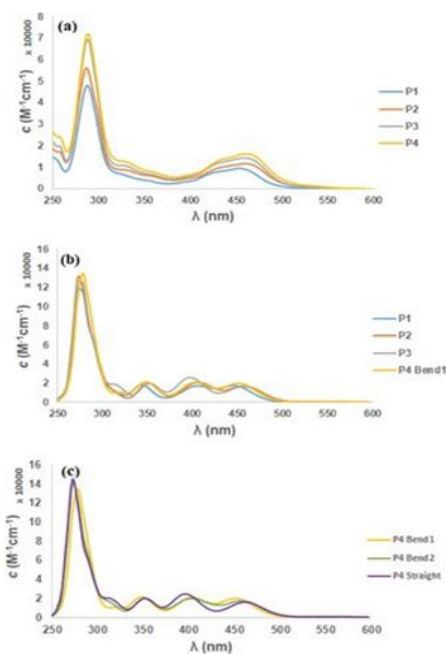 (a)
x 10000
8
7
6
5
4
3
2
1
0
ε (M⁻¹cm⁻¹)
250 300 350 400 450 500 550 600
λ (nm)
P1
P2
P3
P4
(b)
x 10000
16
14
12
10
8
6
4
2
0
ε (M⁻¹cm⁻¹)
250 300 350 400 450 500 550 600
λ (nm)
P1
P2
P3
P4 Bend1
(c)
x 10000
16
14
12
10
8
6
4
2
0
ε (M⁻¹cm⁻¹)
250 300 350 400 450 500 550 600
λ (nm)
P4 Bend1
P4 Bend2
P4 Straight